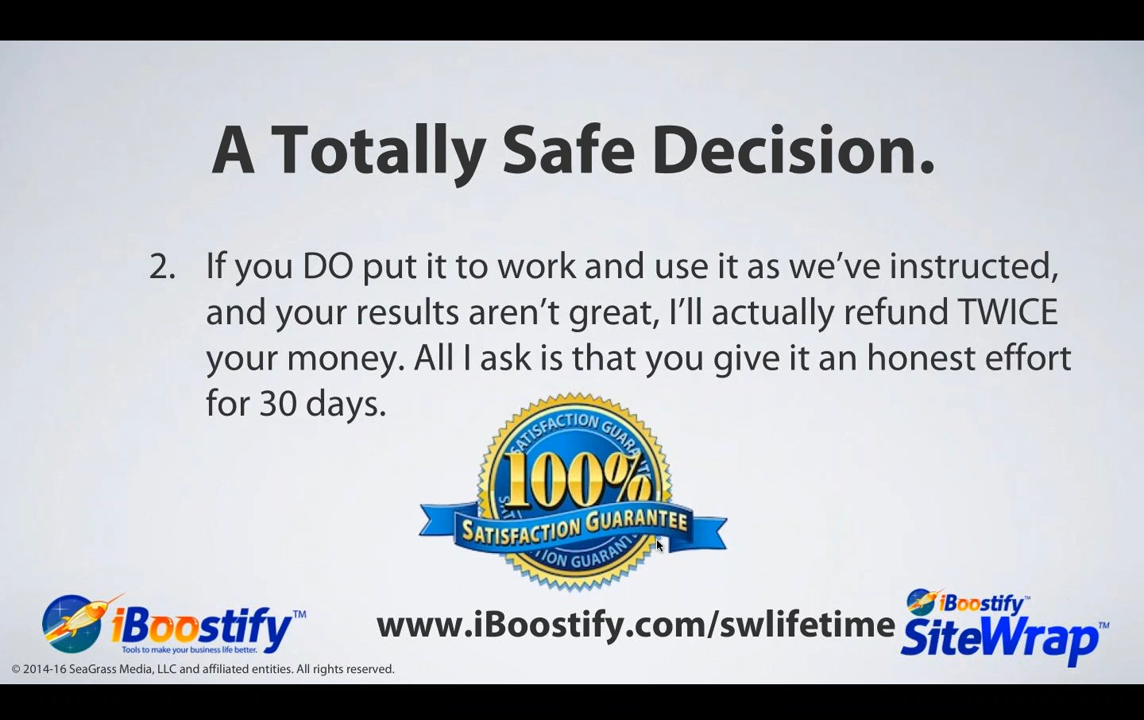 A Totally Safe Decision.
2. If you DO put it to work and use it as we’ve instructed,
and your results aren’t great, I’ll actually refund TWICE
your money. All I ask is that you give it an honest effort
for 30 days.
SATISFACTION GUARA
100%
SATISFACTION GUARANTEE
TION GUARANT
iBoostify™
Tools to make your business life better.
www.iBoostify.com/swlifetime
iBoostify™
SiteWrap™
© 2014-16 SeaGrass Media, LLC and affiliated entities. All rights reserved.